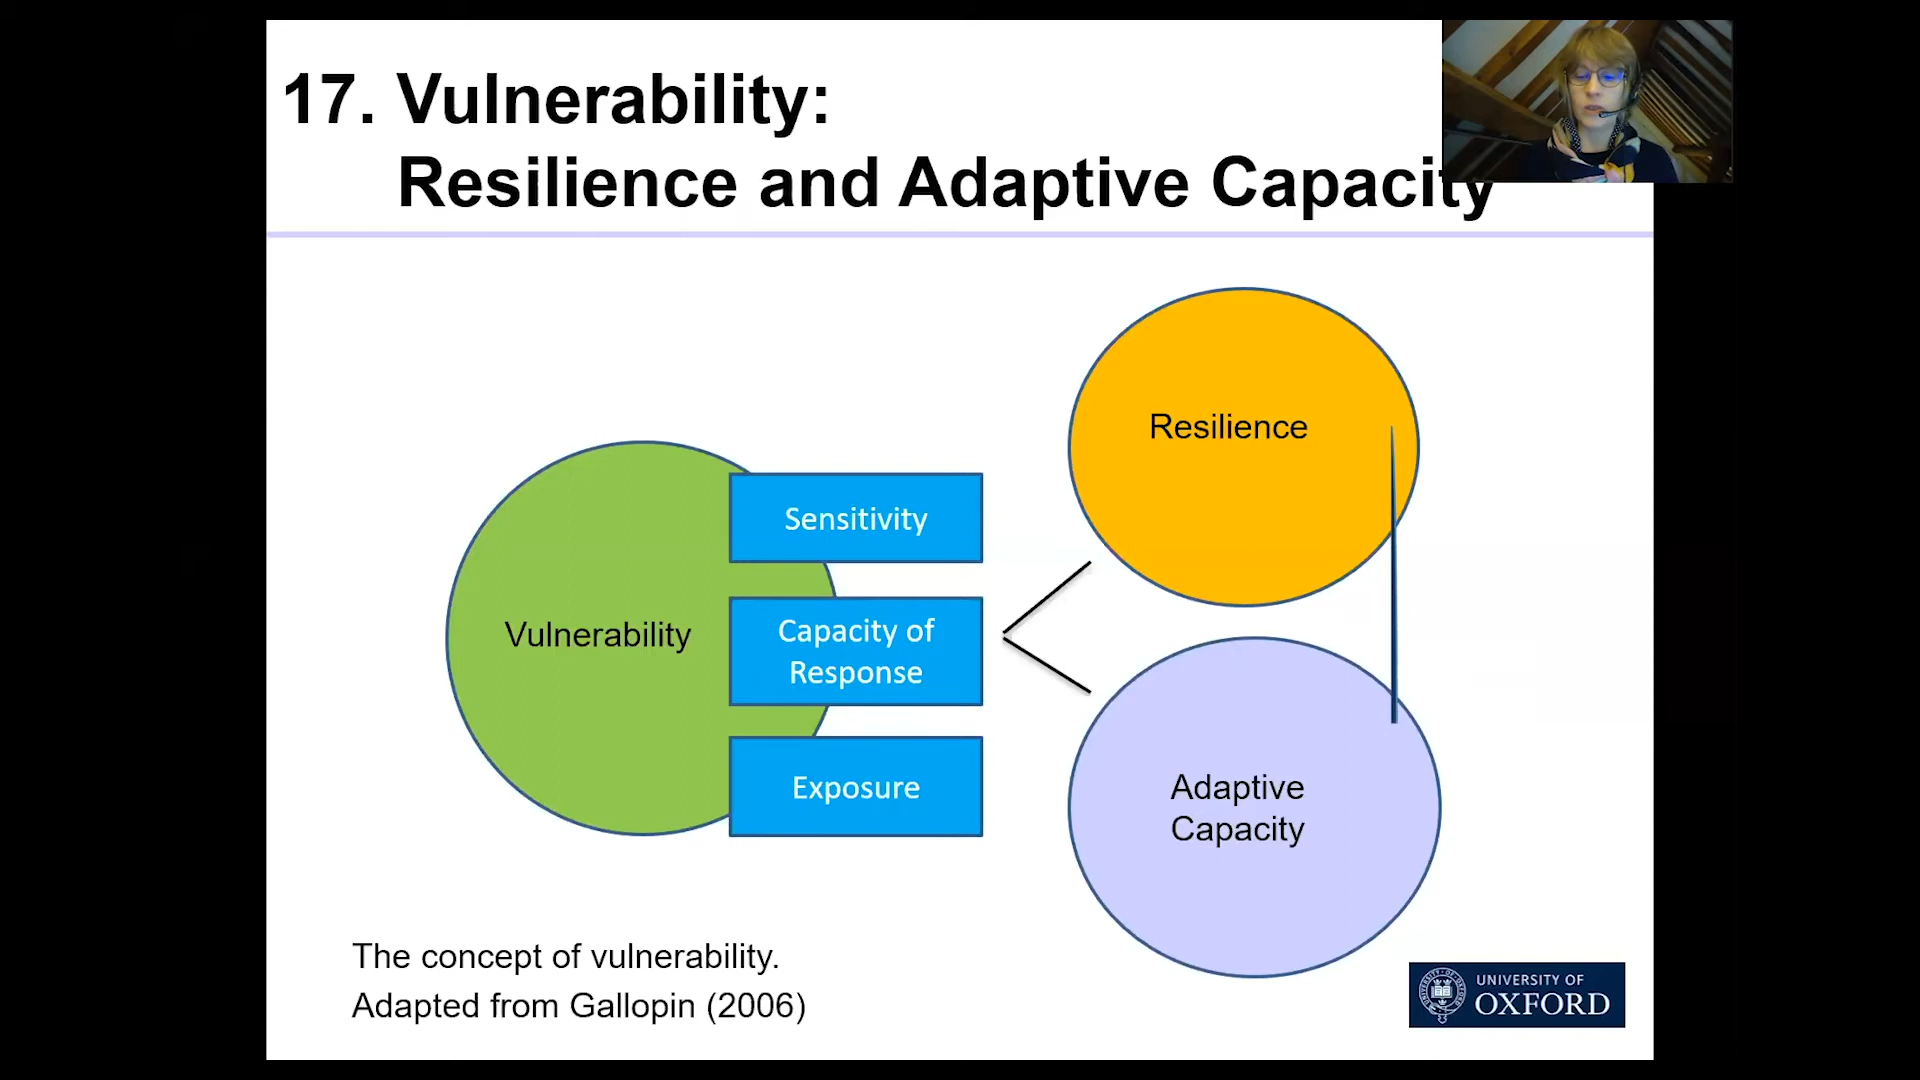 17. Vulnerability:
Resilience and Adaptive Capacity
Resilience
Sensitivity
Vulnerability
Capacity of
Response
Exposure
Adaptive
Capacity
The concept of vulnerability.
Adapted from Gallopin (2006)
UNIVERSITY OF
OXFORD